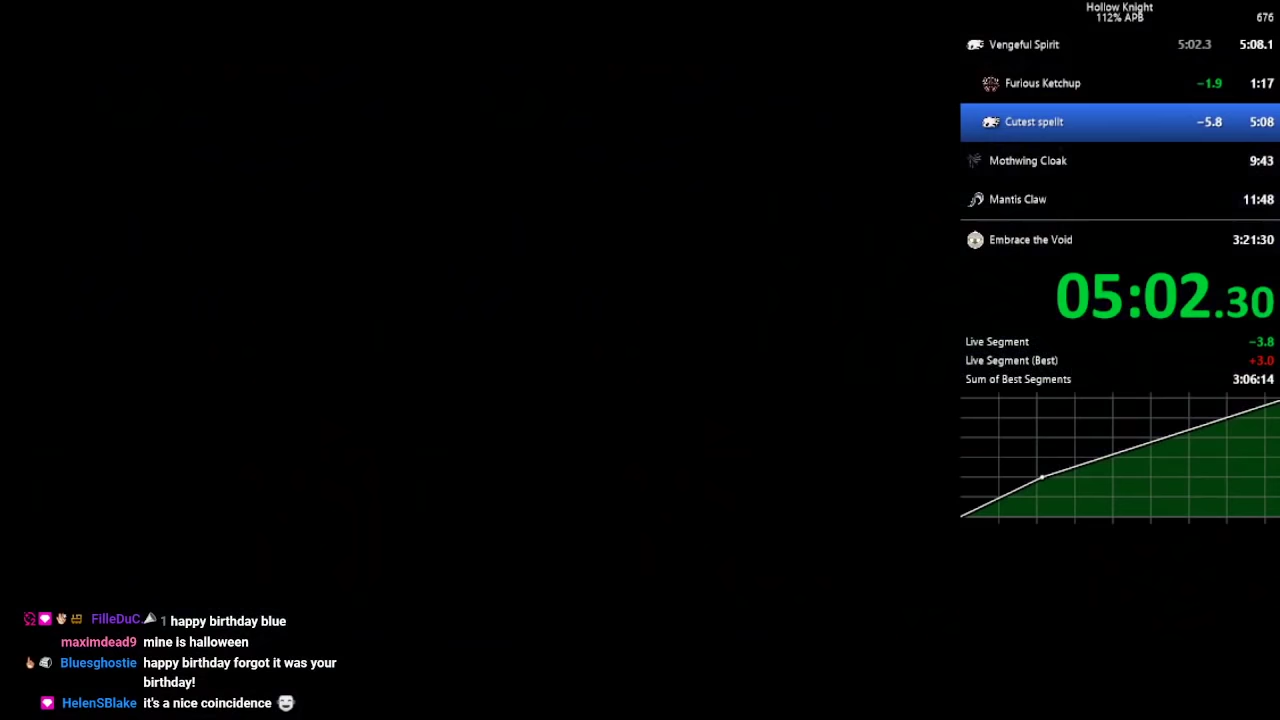 Hollow Knight
112% APB 676
Vengeful Spirit 5:02.3 5:08.1
Furious Ketchup −1.9 1:17
Cutest spellt −5.8 5:08
Mothwing Cloak 9:43
Mantis Claw 11:48
Embrace the Void 3:21:30
05:02.30
Live Segment −3.8
Live Segment (Best) +3.0
Sum of Best Segments 3:06:14
FilleDuC. 1 happy birthday blue
maximdead9 mine is halloween
Bluesghostie happy birthday forgot it was your
birthday!
HelenSBlake it's a nice coincidence